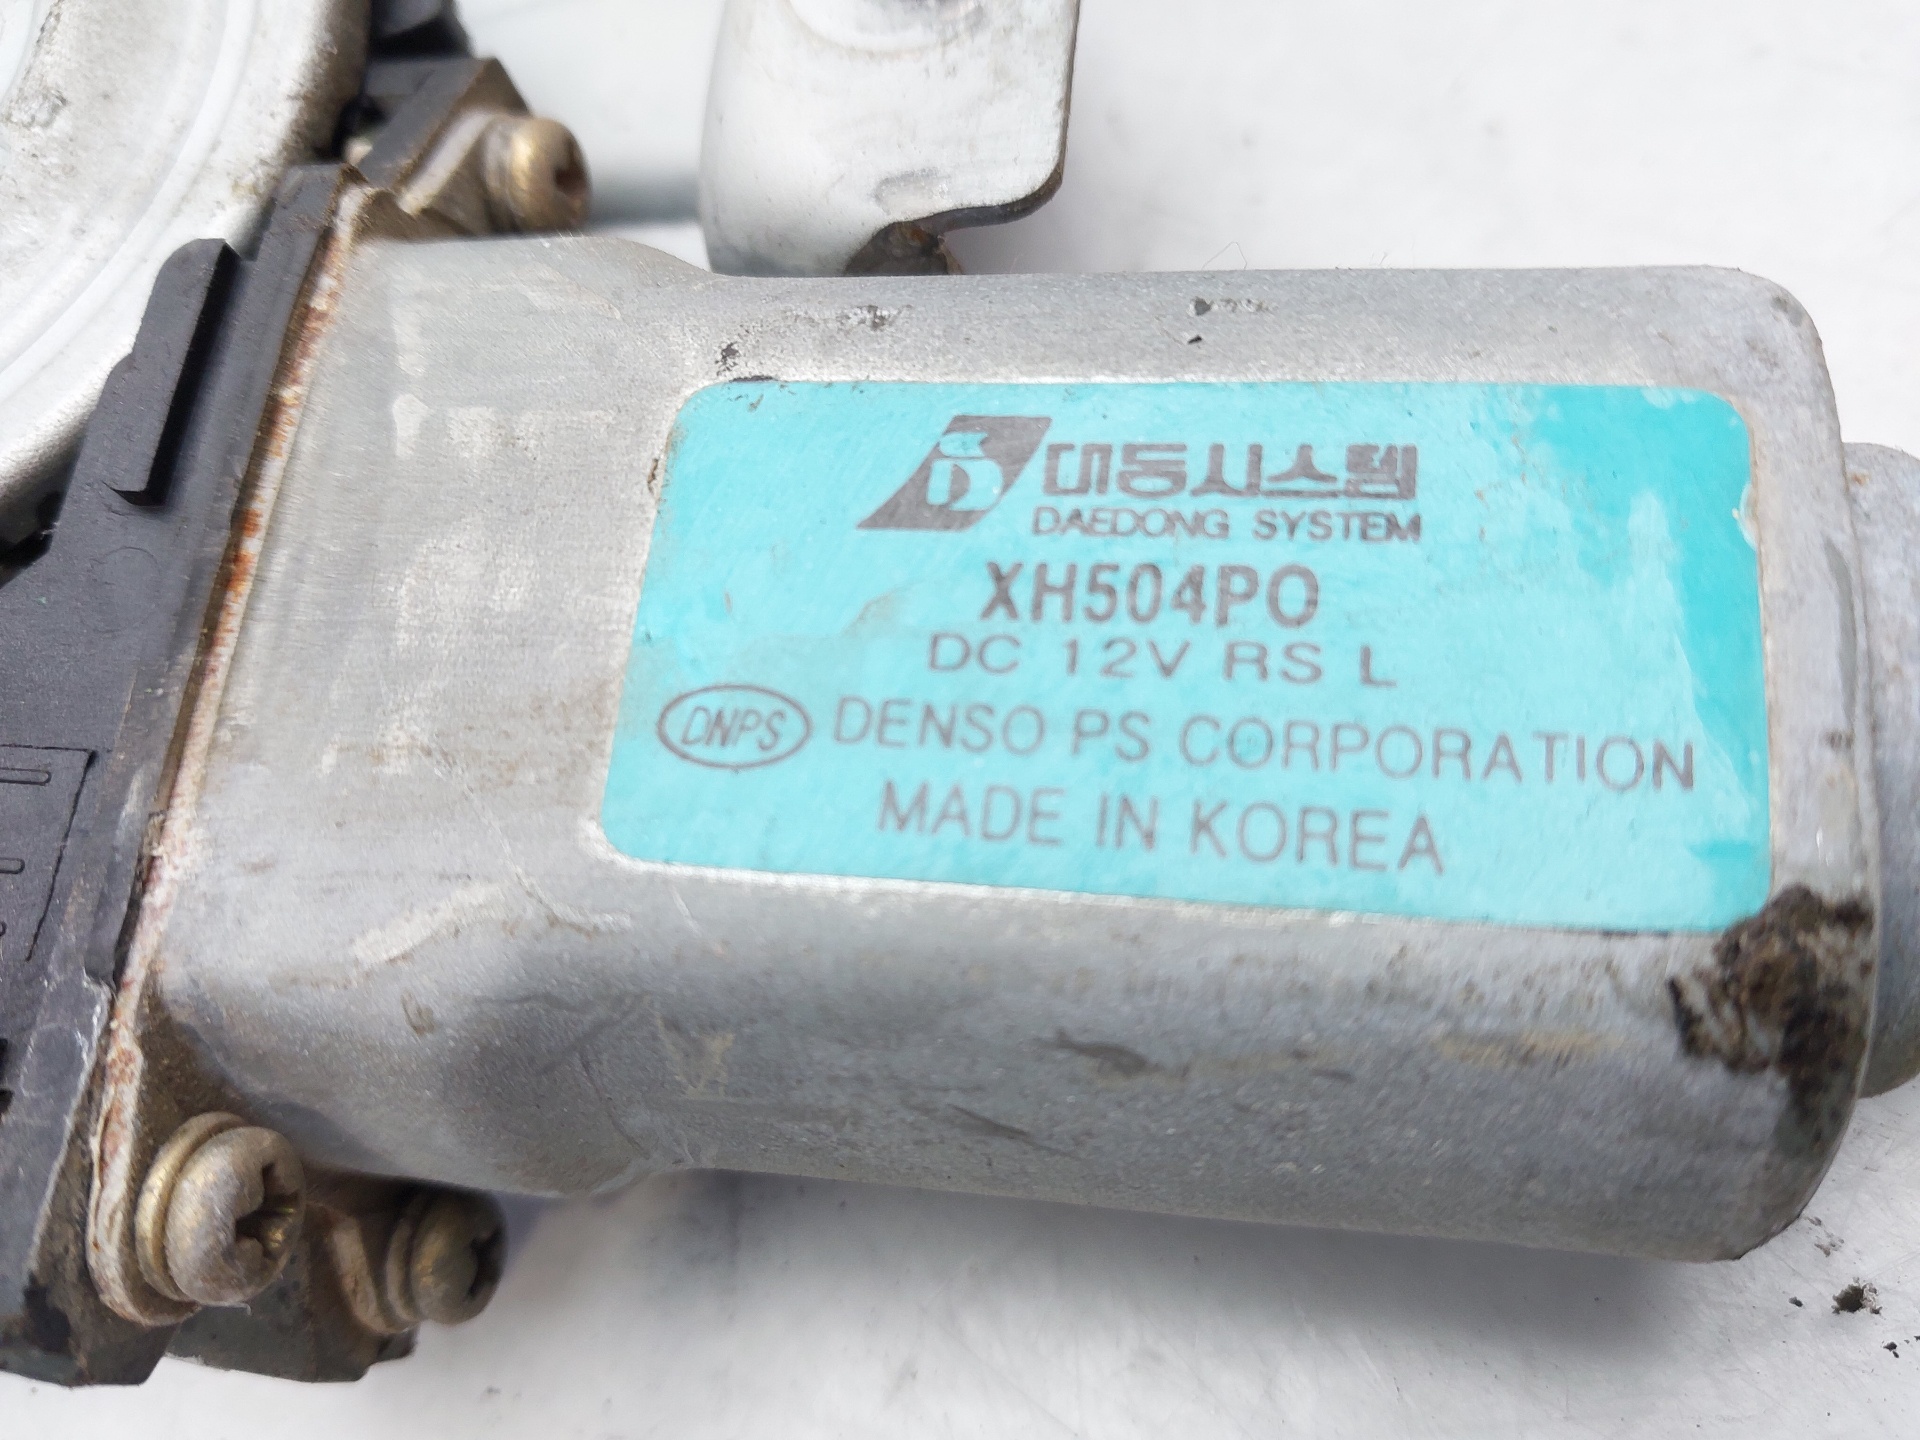 대동시스템
DAEDONG SYSTEM
XH504PO
DC 12V RS L
DNPS DENSO PS CORPORATION
MADE IN KOREA